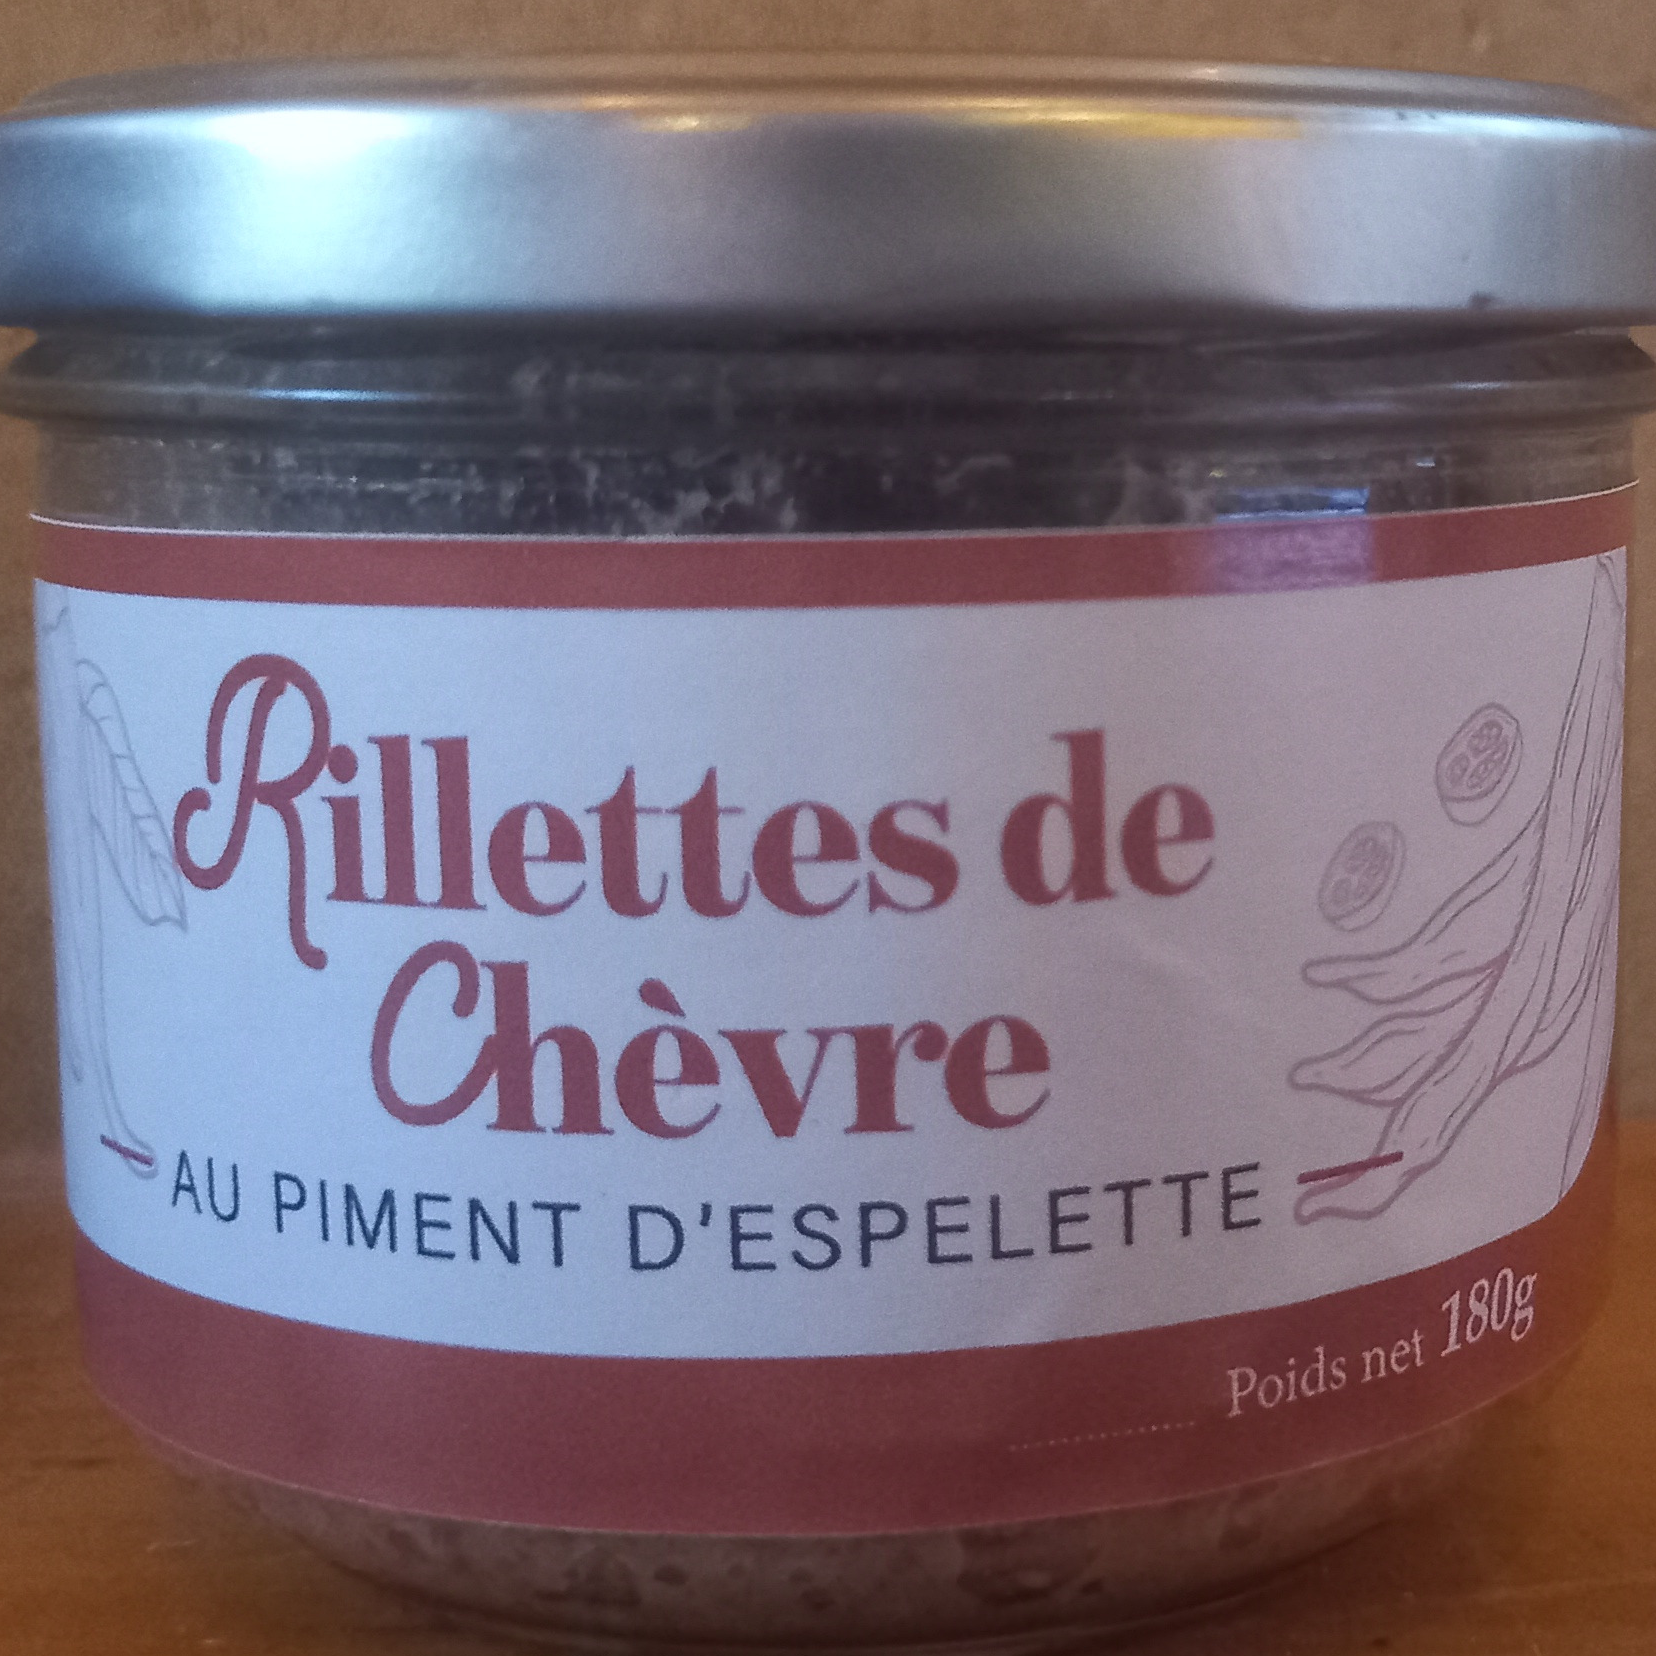 Rillettes de
Chèvre
AU PIMENT D'ESPELETTE
Poids net 180g